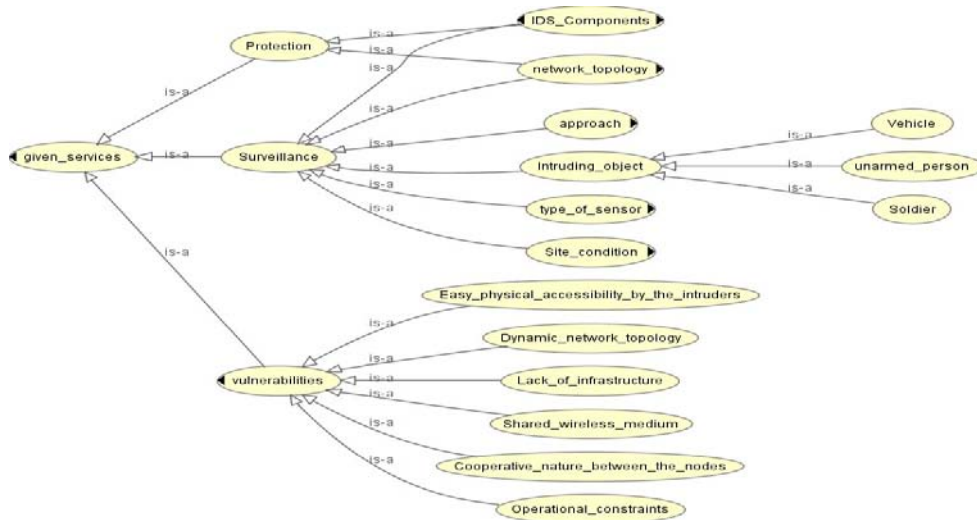 IDS_Components
is-a
Protection
is-a
network_topology
is-a
is-a
is-a
approach
Vehicle
is-a
is-a
given_services
is-a
Surveillance
is-a
Intruding_object
is-a
unarmed_person
is-a
is-a
type_of_sensor
Soldier
is-a
Site_condition
is-a
Easy_physical_accessibility_by_the_intruders
is-a
Dynamic_network_topology
is-a
vulnerabilities
is-a
Lack_of_infrastructure
is-a
Shared_wireless_medium
is-a
Cooperative_nature_between_the_nodes
is-a
Operational_constraints